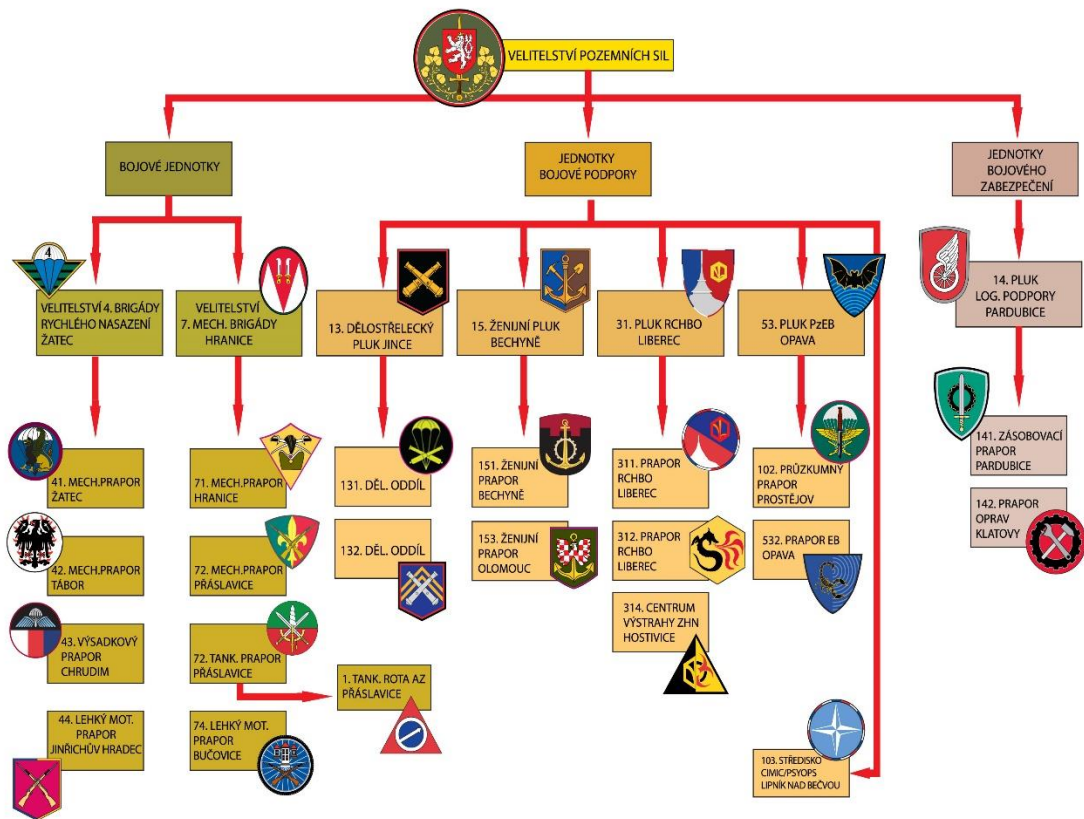 VELITELSTVÍ POZEMNÍCH SIL
BOJOVÉ JEDNOTKY
JEDNOTKY
BOJOVÉ PODPORY
JEDNOTKY
BOJOVÉHO
ZABEZPEČENÍ
4
VELITELSTVÍ 4. BRIGÁDY
RYCHLÉHO NASAZENÍ
ŽATEC
VELITELSTVÍ
7. MECH. BRIGÁDY
HRANICE
13. DĚLOSTŘELECKÝ
PLUK JINCE
15. ŽENIJNÍ PLUK
BECHYNĚ
31. PLUK RCHBO
LIBEREC
53. PLUK PzEB
OPAVA
14. PLUK
LOG. PODPORY
PARDUBICE
41. MECH.PRAPOR
ŽATEC
42. MECH.PRAPOR
TÁBOR
43. VÝSADKOVÝ
PRAPOR
CHRUDIM
44. LEHKÝ MOT.
PRAPOR
JINŘICHŮV HRADEC
71. MECH.PRAPOR
HRANICE
72. MECH.PRAPOR
PŘÁSLAVICE
72. TANK. PRAPOR
PŘÁSLAVICE
74. LEHKÝ MOT.
PRAPOR
BUČOVICE
131. DĚL. ODDÍL
132. DĚL. ODDÍL
1. TANK. ROTA AZ
PŘÁSLAVICE
151. ŽENIJNÍ
PRAPOR
BECHYNĚ
153. ŽENIJNÍ
PRAPOR
OLOMOUC
311. PRAPOR
RCHBO
LIBEREC
312. PRAPOR
RCHBO
LIBEREC
314. CENTRUM
VÝSTRAHY ZHN
HOSTIVICE
102. PRŮZKUMNÝ
PRAPOR
PROSTĚJOV
532. PRAPOR EB
OPAVA
103. STŘEDISKO
CIMIC/PSYOPS
LIPNÍK NAD BEČVOU
141. ZÁSOBOVACÍ
PRAPOR
PARDUBICE
142. PRAPOR
OPRAV
KLATOVY